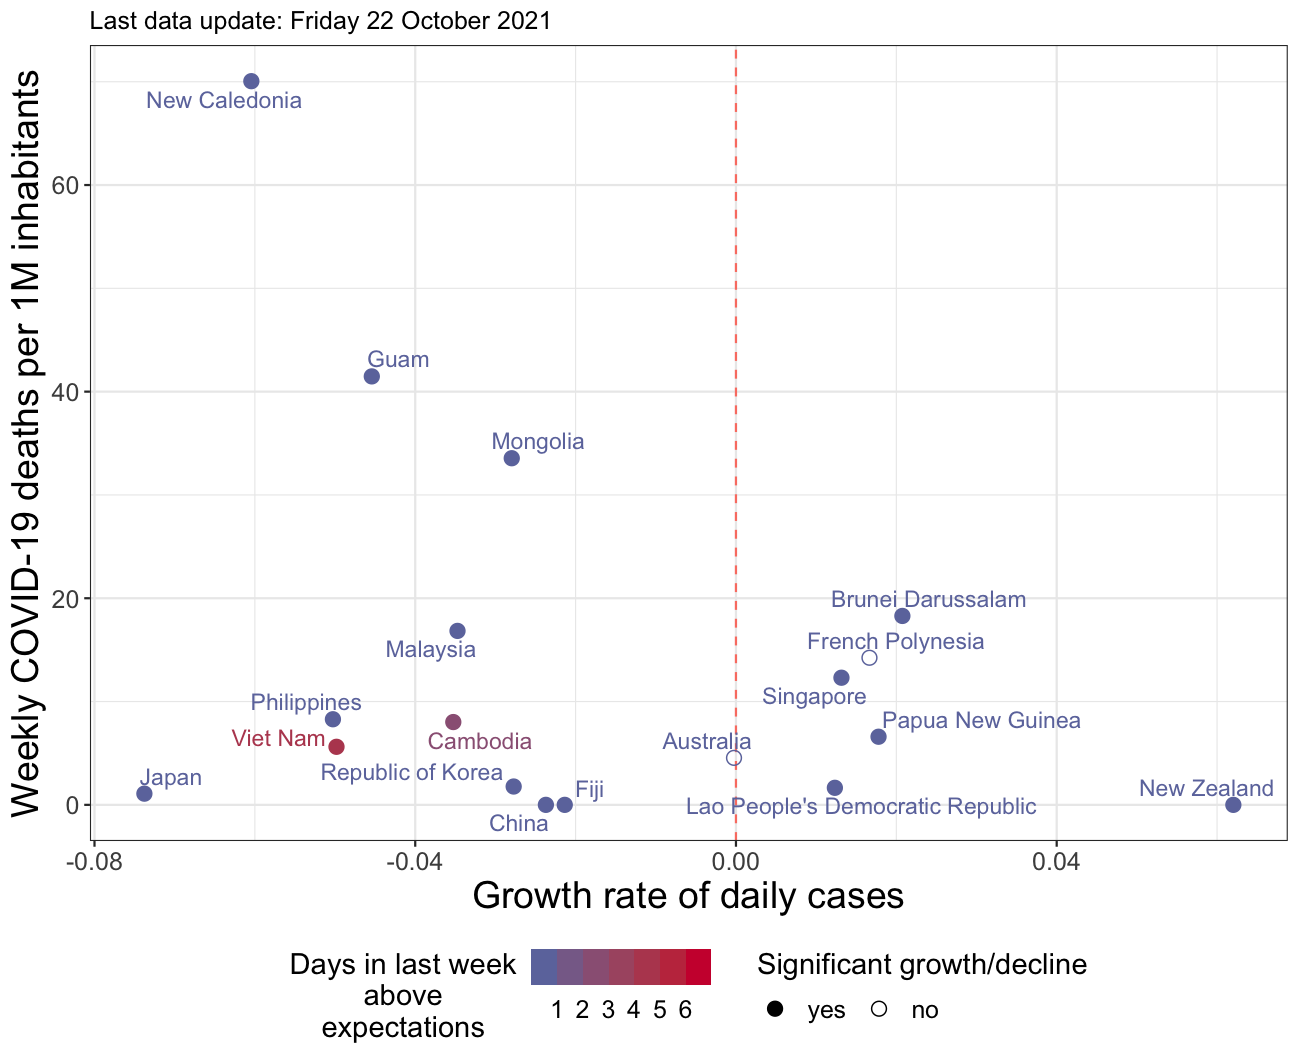 Last data update: Friday 22 October 2021
Weekly COVID-19 deaths per 1M inhabitants
60
40
20
0
New Caledonia
Guam
Mongolia
Brunei Darussalam
French Polynesia
Malaysia
Singapore
Philippines
Papua New Guinea
Viet Nam
Cambodia
Australia
Republic of Korea
Japan
Fiji
New Zealand
Lao People's Democratic Republic
China
-0.08 -0.04 0.00 0.04
Growth rate of daily cases
Days in last week
above
expectations
1 2 3 4 5 6
Significant growth/decline
yes no